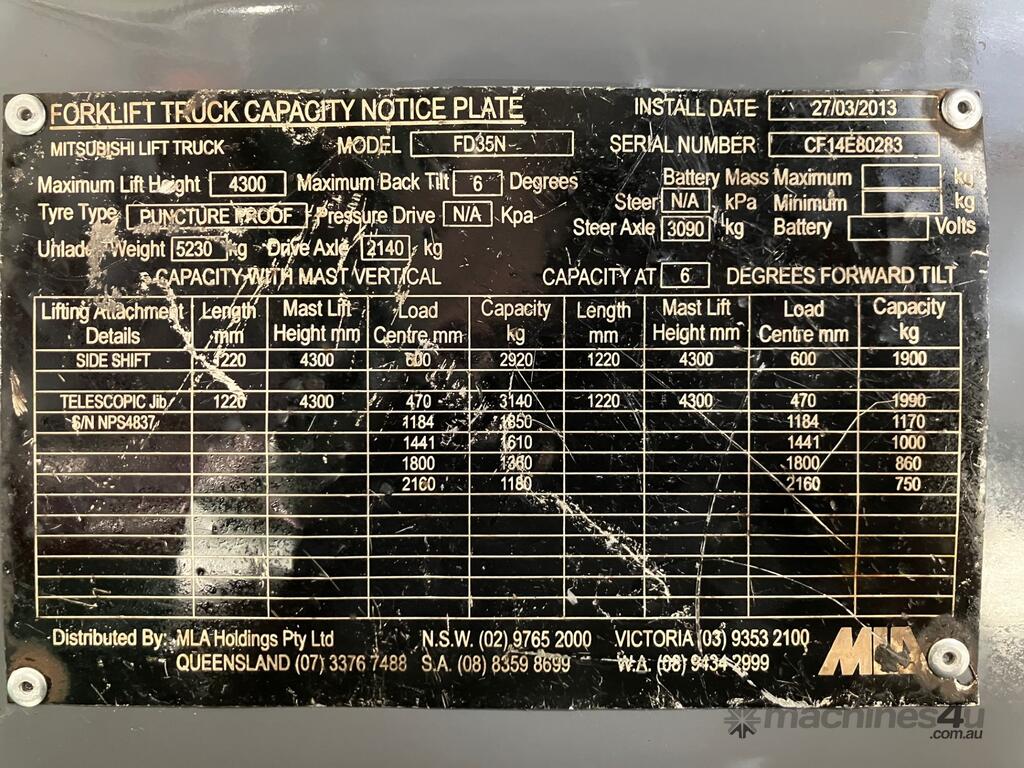 FORKLIFT TRUCK CAPACITY NOTICE PLATE INSTALL DATE 27/03/2013
MITSUBISHI LIFT TRUCK MODEL FD35N SERIAL NUMBER CF14E80283
Maximum Lift Height 4300 Maximum Back Tilt 6 Degrees Battery Mass Maximum kg
Tyre Type PUNCTURE PROOF Pressure Drive N/A Kpa Steer N/A kPa Minimum kg
Unladen Weight 5230 kg Drive Axle 2140 kg Steer Axle 3090 kg Battery Volts
CAPACITY WITH MAST VERTICAL CAPACITY AT 6 DEGREES FORWARD TILT
Lifting Attachment Length Mast Lift Load Capacity Length Mast Lift Load Capacity
Details mm Height mm Centre mm kg mm Height mm Centre mm kg
SIDE SHIFT 1220 4300 600 2920 1220 4300 600 1900
TELESCOPIC Jib 1220 4300 470 3140 1220 4300 470 1990
S/N NPS4837 1184 1850 1184 1170
1441 1610 1441 1000
1800 1360 1800 860
2160 1180 2160 750
Distributed By: MLA Holdings Pty Ltd N.S.W. (02) 9765 2000 VICTORIA (03) 9353 2100 MLA
QUEENSLAND (07) 3376 7488 S.A. (08) 8359 8699 W.A. (08) 9434 2999
machines4u
.com.au